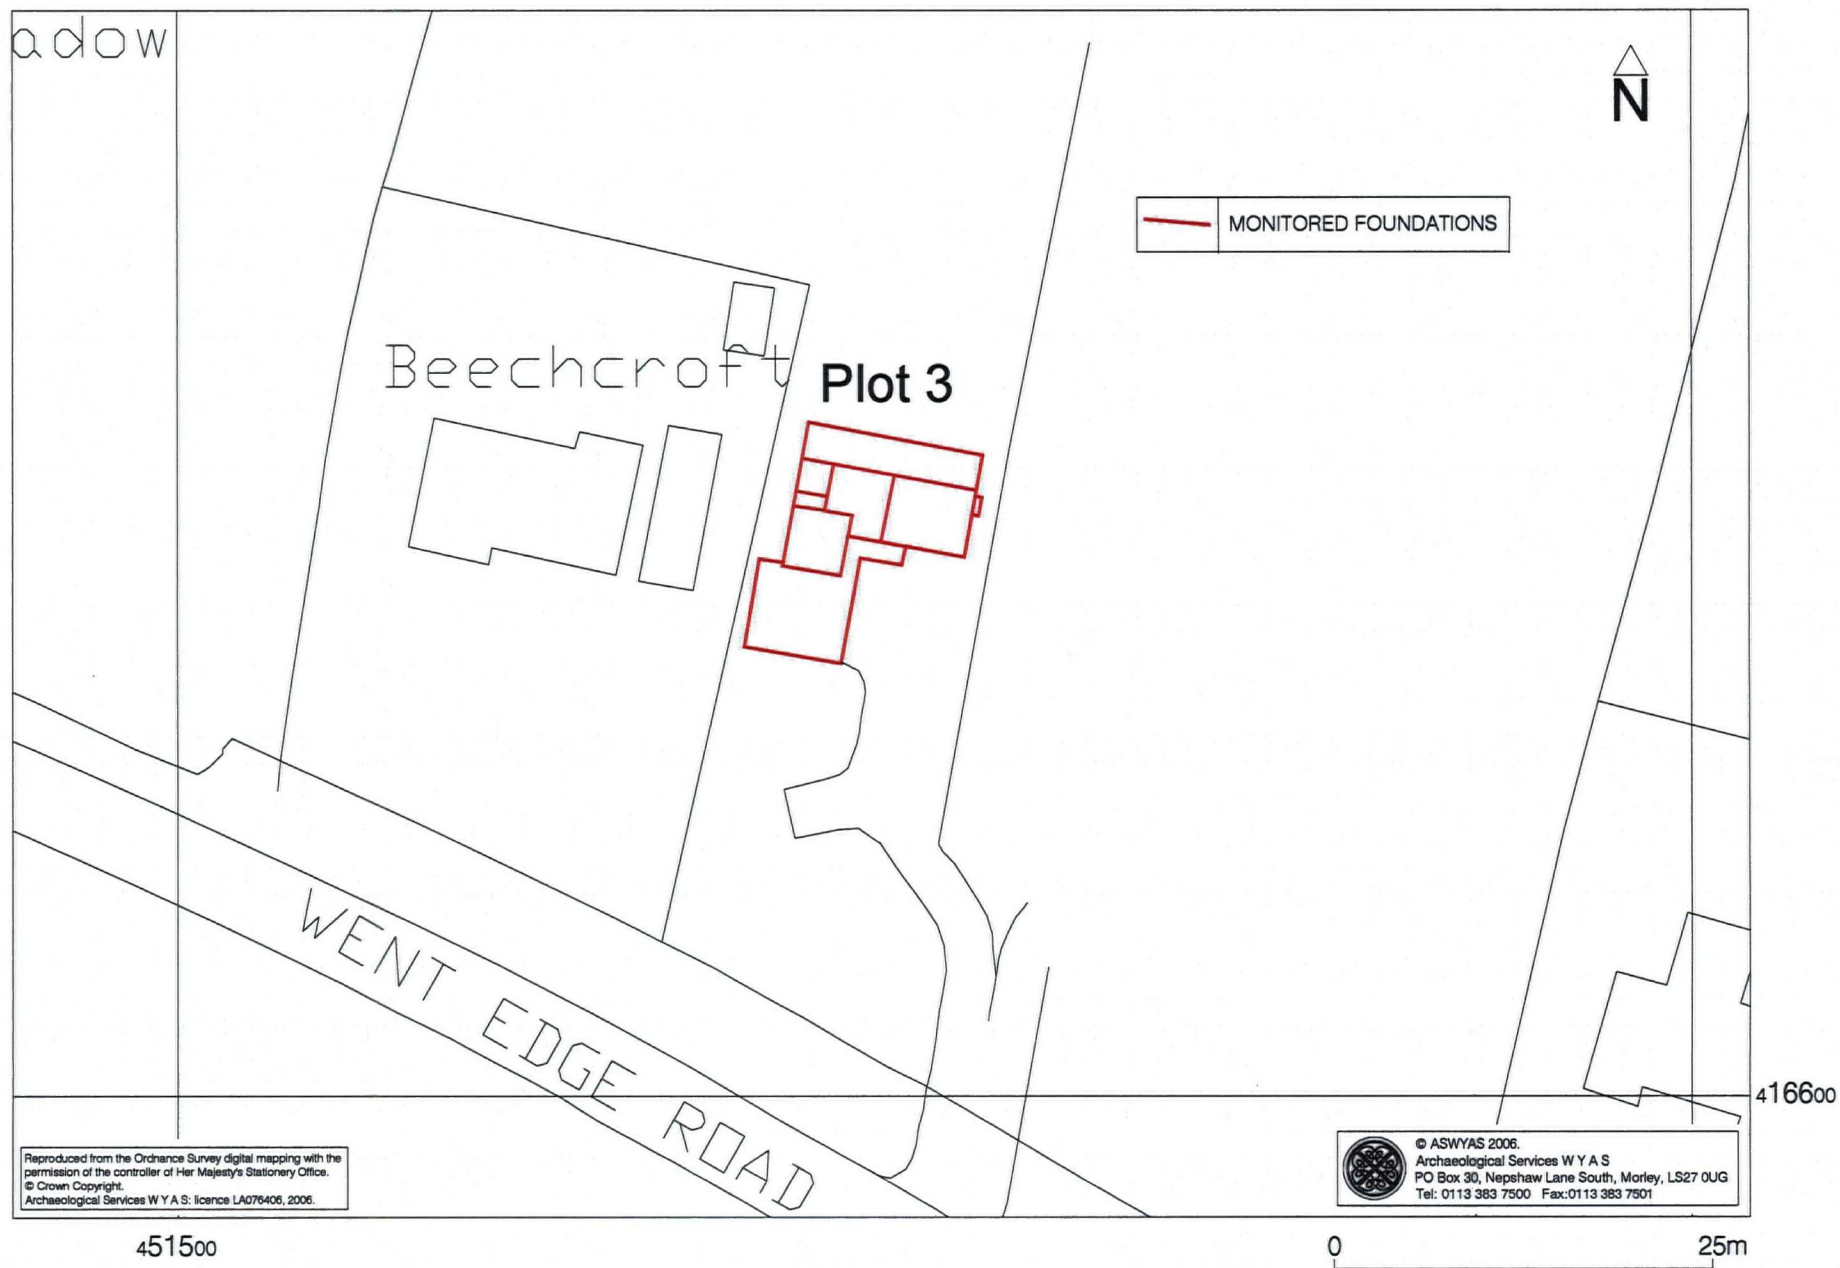 adow
N
MONITORED FOUNDATIONS
Beechcroft
Plot 3
WENT EDGE ROAD
416600
Reproduced from the Ordnance Survey digital mapping with the
permission of the controller of Her Majesty's Stationery Office.
© Crown Copyright.
Archaeological Services W Y A S: licence LA076406, 2006.
© ASWYAS 2006.
Archaeological Services W Y A S
PO Box 30, Nepshaw Lane South, Morley, LS27 0UG
Tel: 0113 383 7500 Fax:0113 383 7501
451500
0 25m